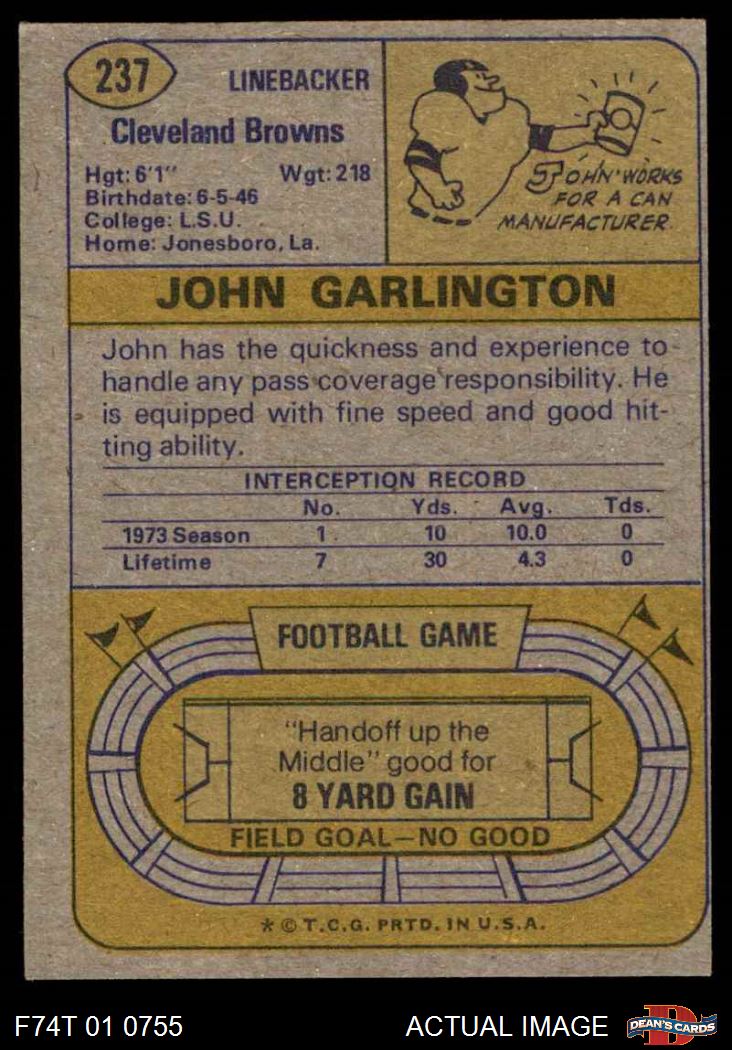 237
LINEBACKER
Cleveland Browns
Hgt: 6'1" Wgt: 218
Birthdate: 6-5-46
College: L.S.U.
Home: Jonesboro, La.
JOHN WORKS
FOR A CAN
MANUFACTURER.
JOHN GARLINGTON
John has the quickness and experience to
handle any pass coverage responsibility. He
is equipped with fine speed and good hit-
ting ability.
INTERCEPTION RECORD
No. Yds. Avg. Tds.
1973 Season 1 10 10.0 0
Lifetime 7 30 4.3 0
FOOTBALL GAME
"Handoff up the
Middle" good for
8 YARD GAIN
FIELD GOAL—NO GOOD
* © T.C.G. PRTD. IN U.S.A.
F74T 01 0755 ACTUAL IMAGE
D
DEAN'S CARDS
www.DeansCards.com